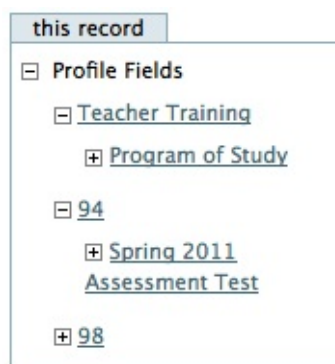 this record
Profile Fields
Teacher Training
Program of Study
94
Spring 2011
Assessment Test
98